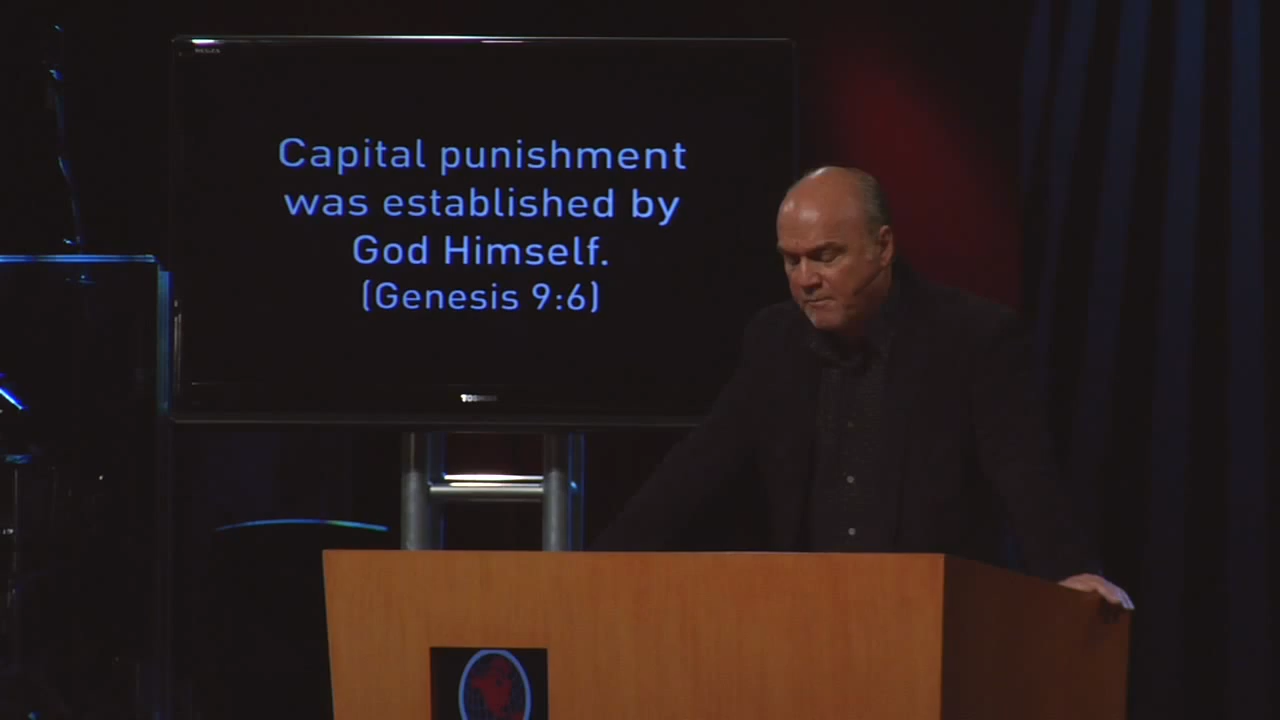 Capital punishment
was established by
God Himself.
(Genesis 9:6)
TOSHIBA